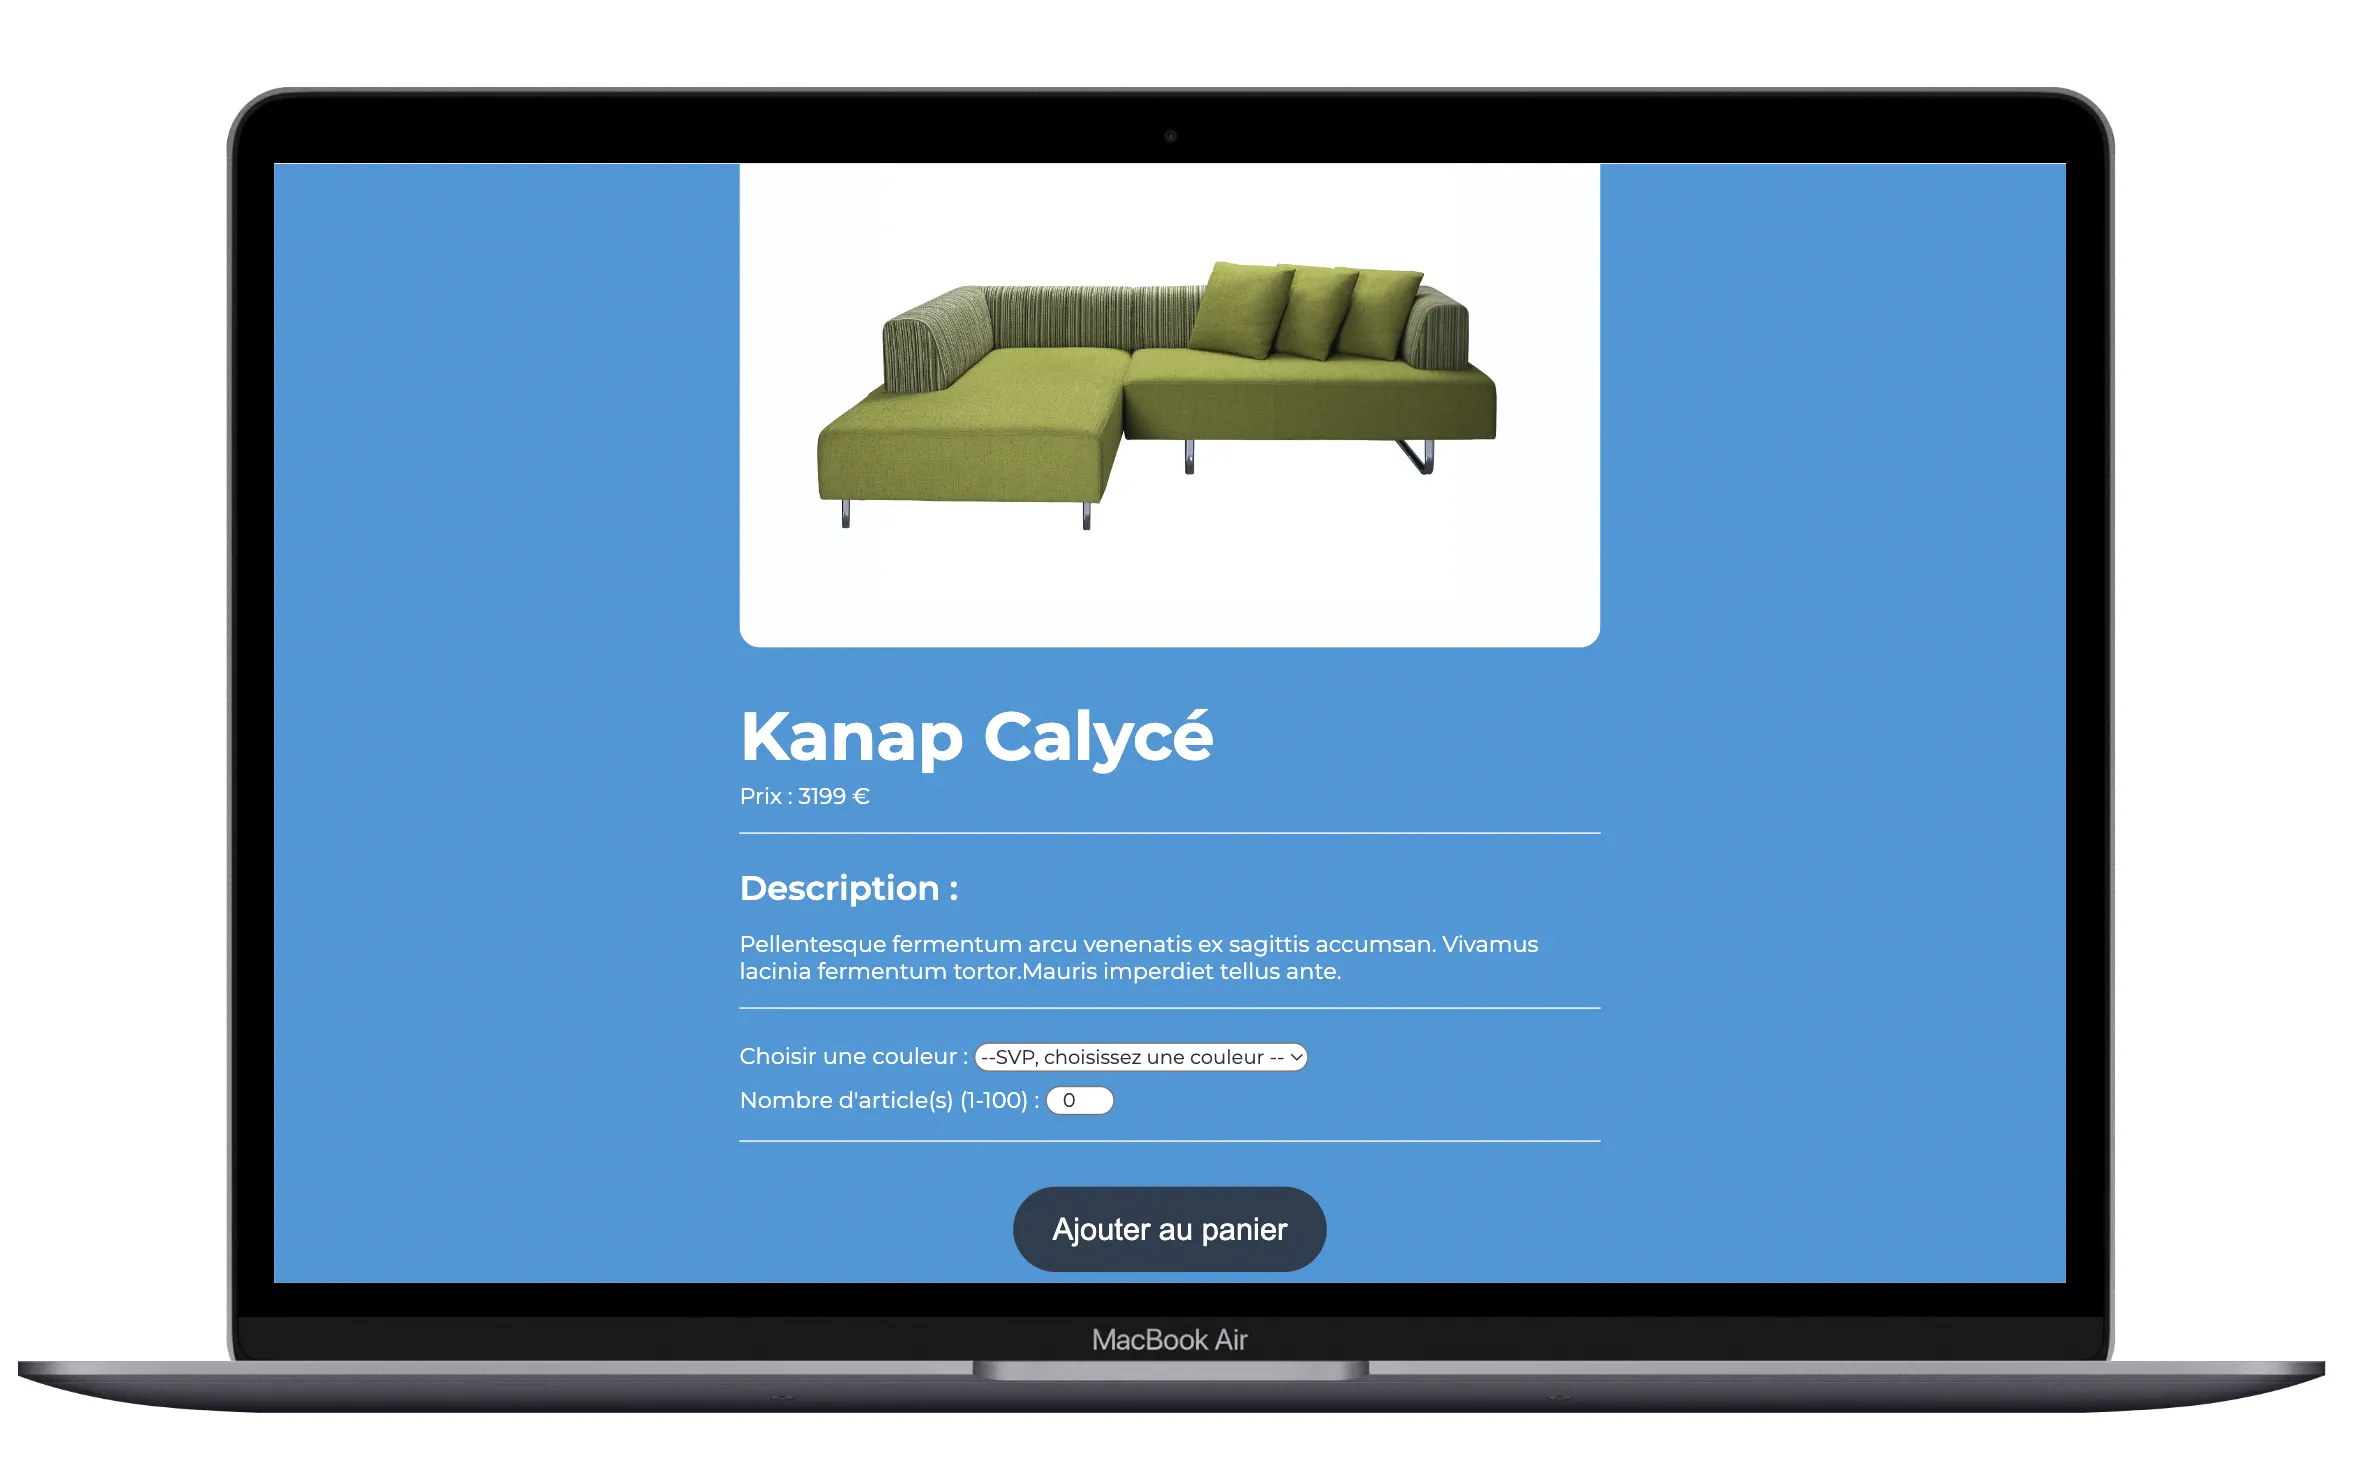 Kanap Calycé
Prix : 3199 €
Description :
Pellentesque fermentum arcu venenatis ex sagittis accumsan. Vivamus
lacinia fermentum tortor.Mauris imperdiet tellus ante.
Choisir une couleur : --SVP, choisissez une couleur --
Nombre d'article(s) (1-100) : 0
Ajouter au panier
MacBook Air